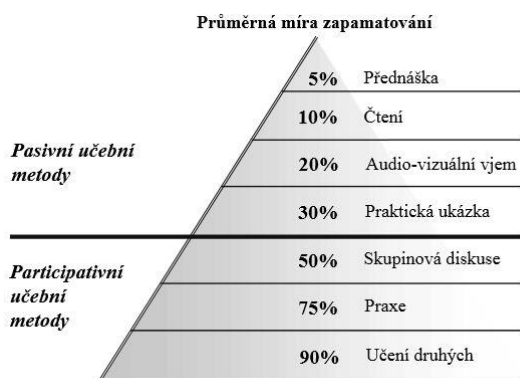 Průměrná míra zapamatování
5% Přednáška
10% Čtení
Pasivní učební
metody
20% Audio-vizuální vjem
30% Praktická ukázka
50% Skupinová diskuse
Participativní
učební
metody
75% Praxe
90% Učení druhých